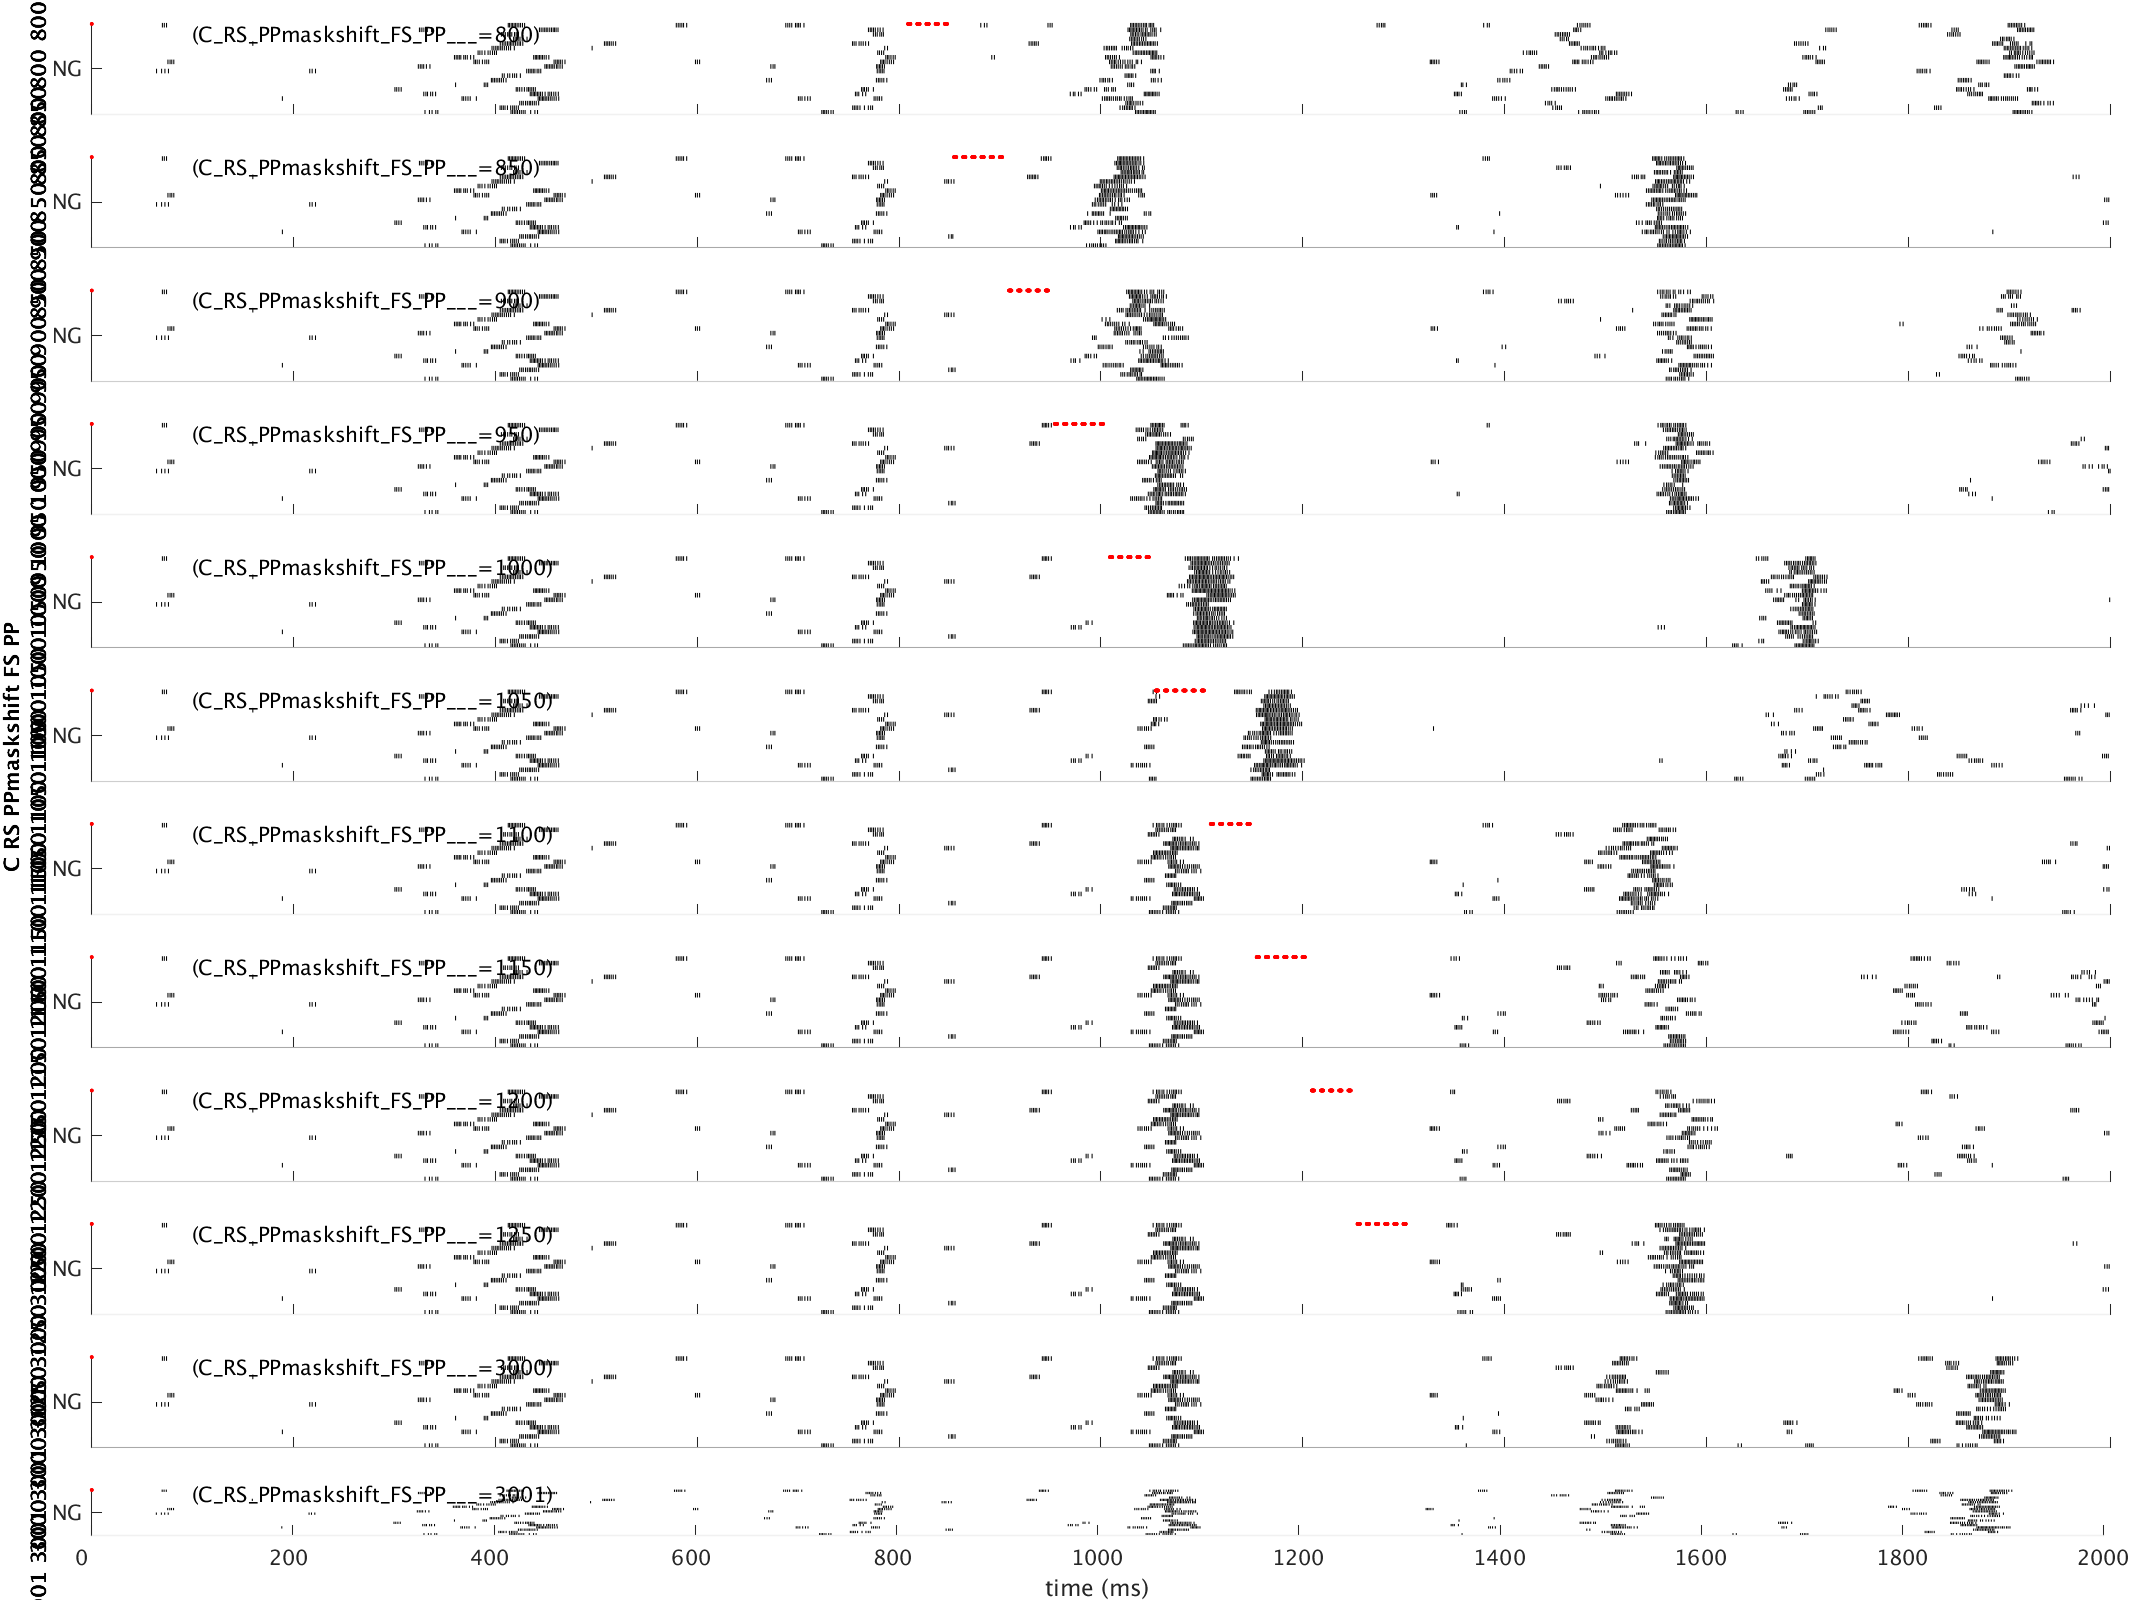 (C_RS_PPmaskshift_FS_PP___=800)
NG
(C_RS_PPmaskshift_FS_PP___=850)
NG
(C_RS_PPmaskshift_FS_PP___=900)
NG
(C_RS_PPmaskshift_FS_PP___=950)
NG
(C_RS_PPmaskshift_FS_PP___=1000)
NG
(C_RS_PPmaskshift_FS_PP___=1050)
NG
(C_RS_PPmaskshift_FS_PP___=1100)
NG
(C_RS_PPmaskshift_FS_PP___=1150)
NG
(C_RS_PPmaskshift_FS_PP___=1200)
NG
(C_RS_PPmaskshift_FS_PP___=1250)
NG
(C_RS_PPmaskshift_FS_PP___=3000)
NG
(C_RS_PPmaskshift_FS_PP___=3001)
NG
C RS PPmaskshift FS PP
0 200 400 600 800 1000 1200 1400 1600 1800 2000
time (ms)